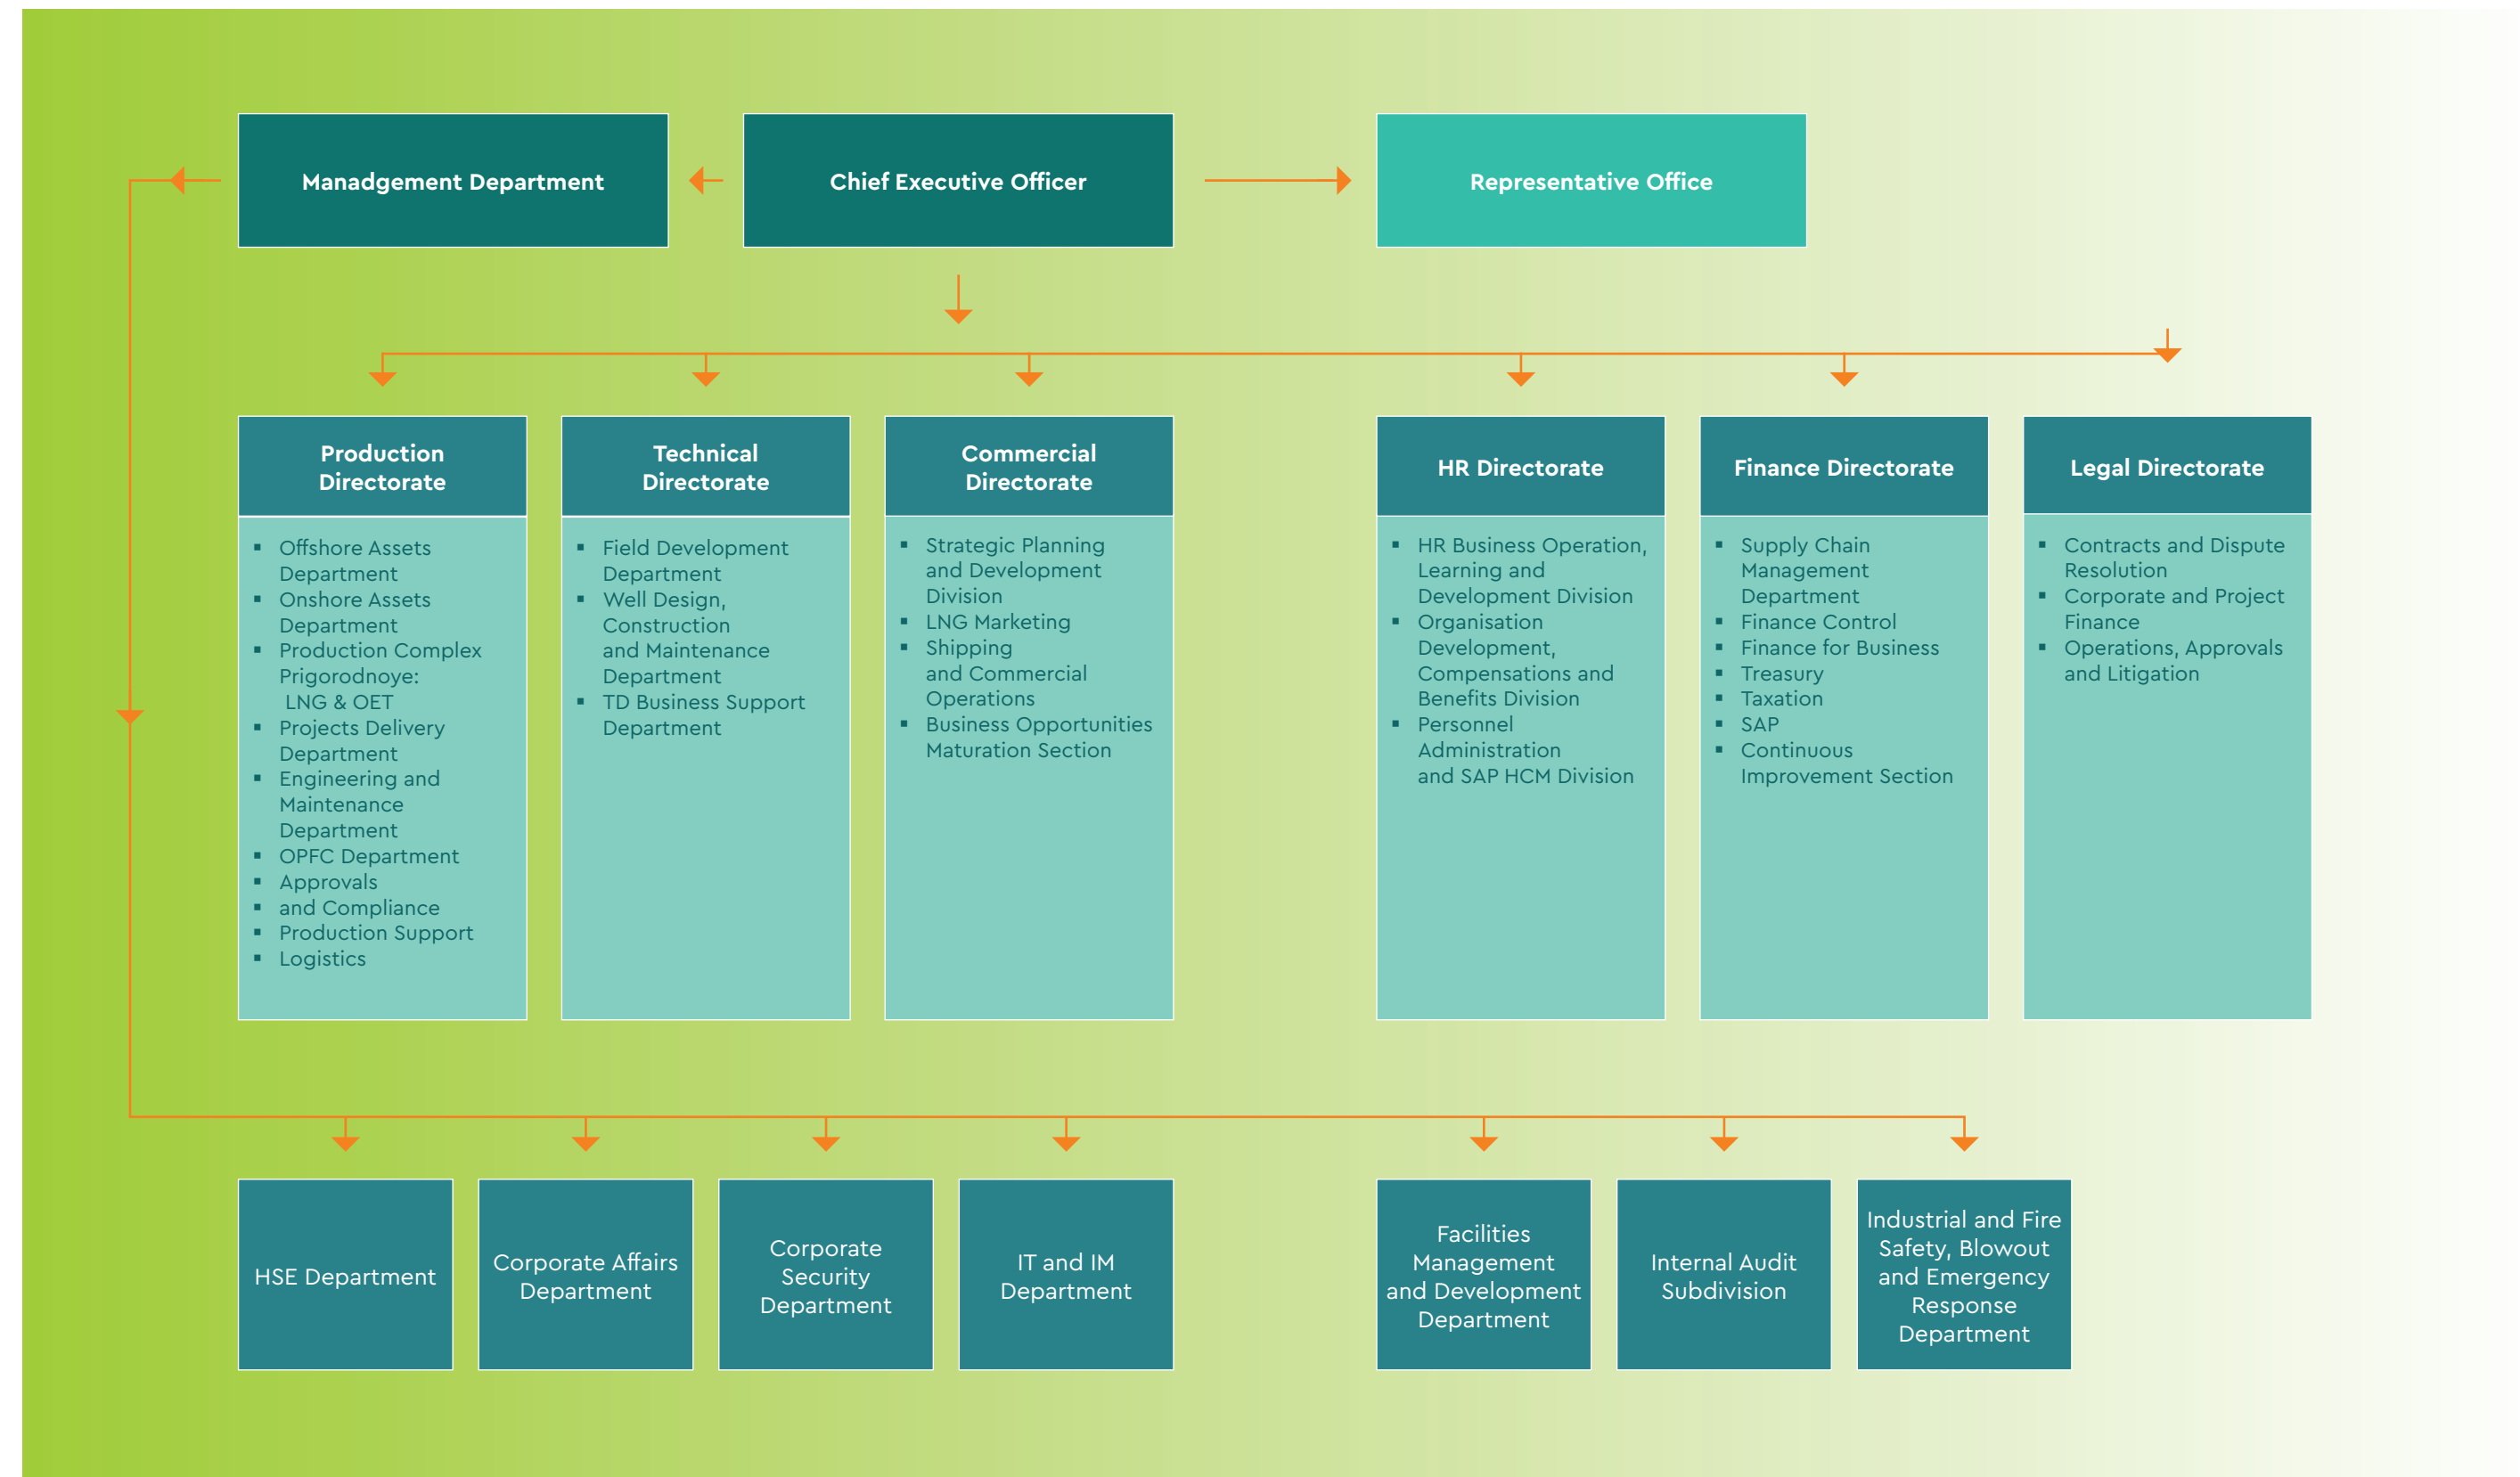 Manadgement Department
Chief Executive Officer
Representative Office
Production
Directorate
▪ Offshore Assets
Department
▪ Onshore Assets
Department
▪ Production Complex
Prigorodnoye:
LNG & OET
▪ Projects Delivery
Department
▪ Engineering and
Maintenance
Department
▪ OPFC Department
▪ Approvals
▪ and Compliance
▪ Production Support
▪ Logistics
Technical
Directorate
▪ Field Development
Department
▪ Well Design,
Construction
and Maintenance
Department
▪ TD Business Support
Department
Commercial
Directorate
▪ Strategic Planning
and Development
Division
▪ LNG Marketing
▪ Shipping
and Commercial
Operations
▪ Business Opportunities
Maturation Section
HR Directorate
▪ HR Business Operation,
Learning and
Development Division
▪ Organisation
Development,
Compensations and
Benefits Division
▪ Personnel
Administration
and SAP HCM Division
Finance Directorate
▪ Supply Chain
Management
Department
▪ Finance Control
▪ Finance for Business
▪ Treasury
▪ Taxation
▪ SAP
▪ Continuous
Improvement Section
Legal Directorate
▪ Contracts and Dispute
Resolution
▪ Corporate and Project
Finance
▪ Operations, Approvals
and Litigation
HSE Department
Corporate Affairs
Department
Corporate
Security
Department
IT and IM
Department
Facilities
Management
and Development
Department
Internal Audit
Subdivision
Industrial and Fire
Safety, Blowout
and Emergency
Response
Department